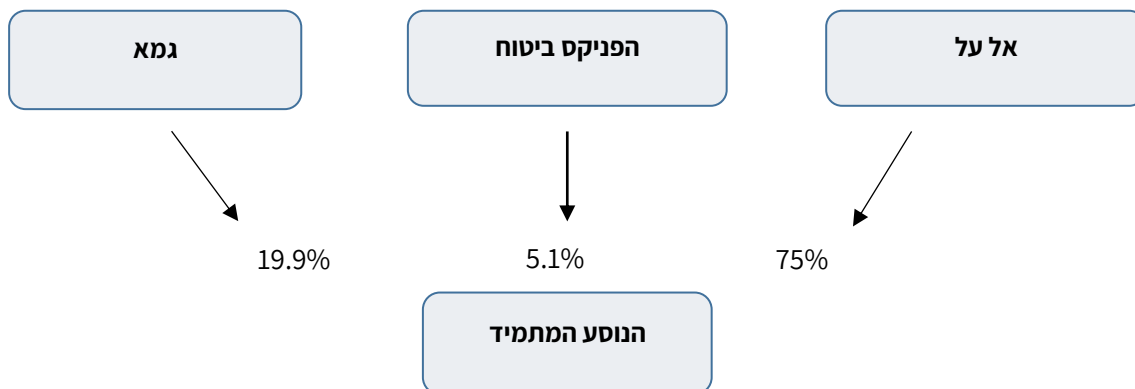 אל על
הפניקס ביטוח
גמא
75%
5.1%
19.9%
הנוסע המתמיד